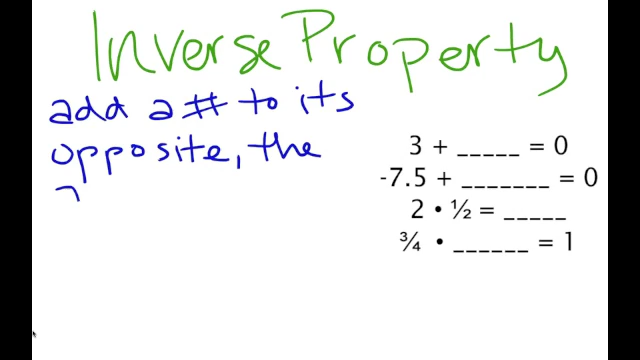 Inverse Property
add a # to its
opposite, the
3 + _____ = 0
-7.5 + _______ = 0
2 • ½ = _____
¾ • ______ = 1